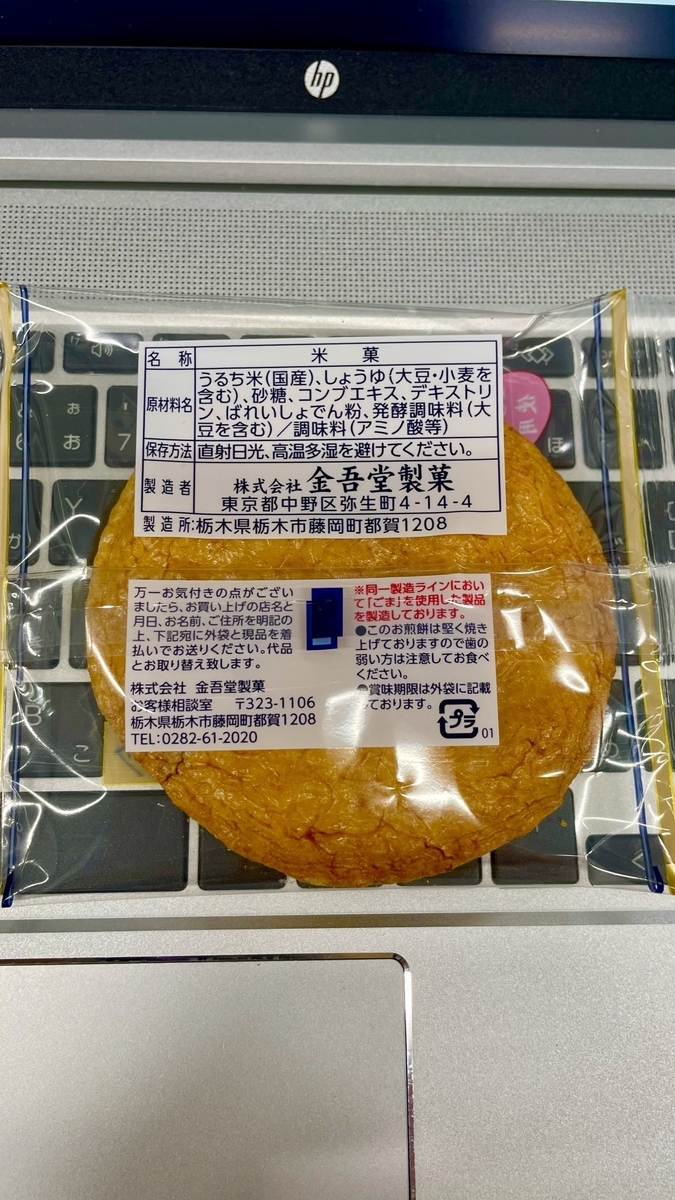 hp
名称 米菓
原材料名 うるち米(国産)、しょうゆ(大豆・小麦を
含む)、砂糖、コンブエキス、デキストリ
ン、ばれいしょでん粉、発酵調味料(大
豆を含む)／調味料(アミノ酸等)
保存方法 直射日光、高温多湿を避けてください。
製造者 株式会社 金吾堂製菓
東京都中野区弥生町4-14-4
製造所:栃木県栃木市藤岡町都賀1208
万一お気付きの点がござい
ましたら、お買い上げの店名と
月日、お名前、ご住所を明記の
上、下記宛に外袋と現品を着
払いでお送りください。代品
とお取り替え致します。
株式会社 金吾堂製菓
お客様相談室 〒323-1106
栃木県栃木市藤岡町都賀1208
TEL:0282-61-2020
※同一製造ラインにおい
て「ごま」を使用した製品
を製造しております。
●このお煎餅は堅く焼き
上げておりますので歯の
弱い方は注意してお食べ
ください。
●賞味期限は外袋に記載
しております。
プラ
01
6 お
7
ほ
B こ